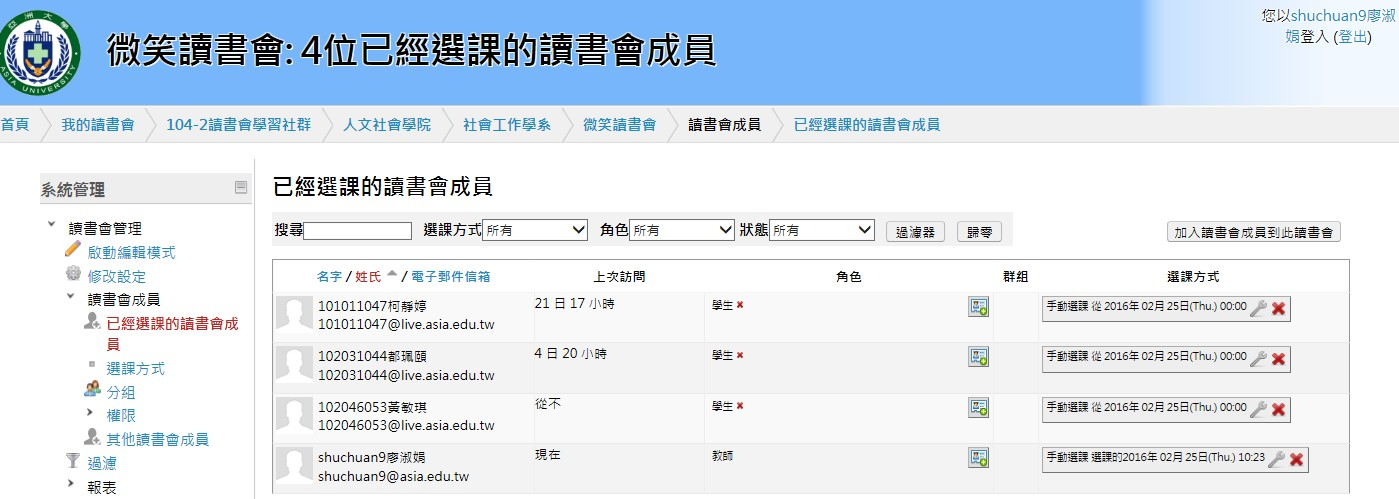 您以shuchuan9廖淑
娟登入 (登出)
亞洲大學
ASIA UNIVERSITY
微笑讀書會: 4位已經選課的讀書會成員
首頁 我的讀書會 104-2讀書會學習社群 人文社會學院 社會工作學系 微笑讀書會 讀書會成員 已經選課的讀書會成員
系統管理
讀書會管理
啟動編輯模式
修改設定
讀書會成員
已經選課的讀書會成
員
選課方式
分組
權限
其他讀書會成員
過濾
報表
已經選課的讀書會成員
搜尋 選課方式 所有 角色 所有 狀態 所有 過濾器 歸零 加入讀書會成員到此讀書會
名字 / 姓氏 / 電子郵件信箱 上次訪問 角色 群組 選課方式
101011047柯靜婷 21 日 17 小時 學生 手動選課 從 2016年 02月 25日(Thu.) 00:00
101011047@live.asia.edu.tw
102031044都珮頤 4 日 20 小時 學生 手動選課 從 2016年 02月 25日(Thu.) 00:00
102031044@live.asia.edu.tw
102046053黃敏琪 從不 學生 手動選課 從 2016年 02月 25日(Thu.) 00:00
102046053@live.asia.edu.tw
shuchuan9廖淑娟 現在 教師 手動選課 選課的2016年 02月 25日(Thu.) 10:23
shuchuan9@asia.edu.tw